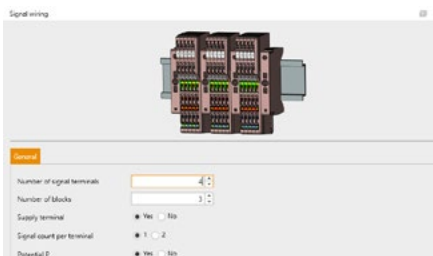 Signal wiring
General
Number of signal terminals 4
Number of blocks 3
Supply terminal Yes No
Signal count per terminal 1 2
Potential P Yes No